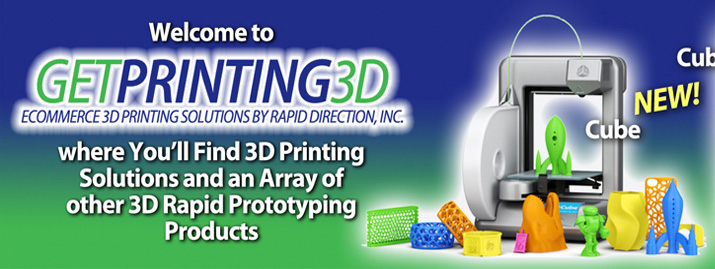 Welcome to
GETPRINTING3D
ECOMMERCE 3D PRINTING SOLUTIONS BY RAPID DIRECTION, INC.
where You'll Find 3D Printing
Solutions and an Array of
other 3D Rapid Prototyping
Products
Cub
NEW!
Cube